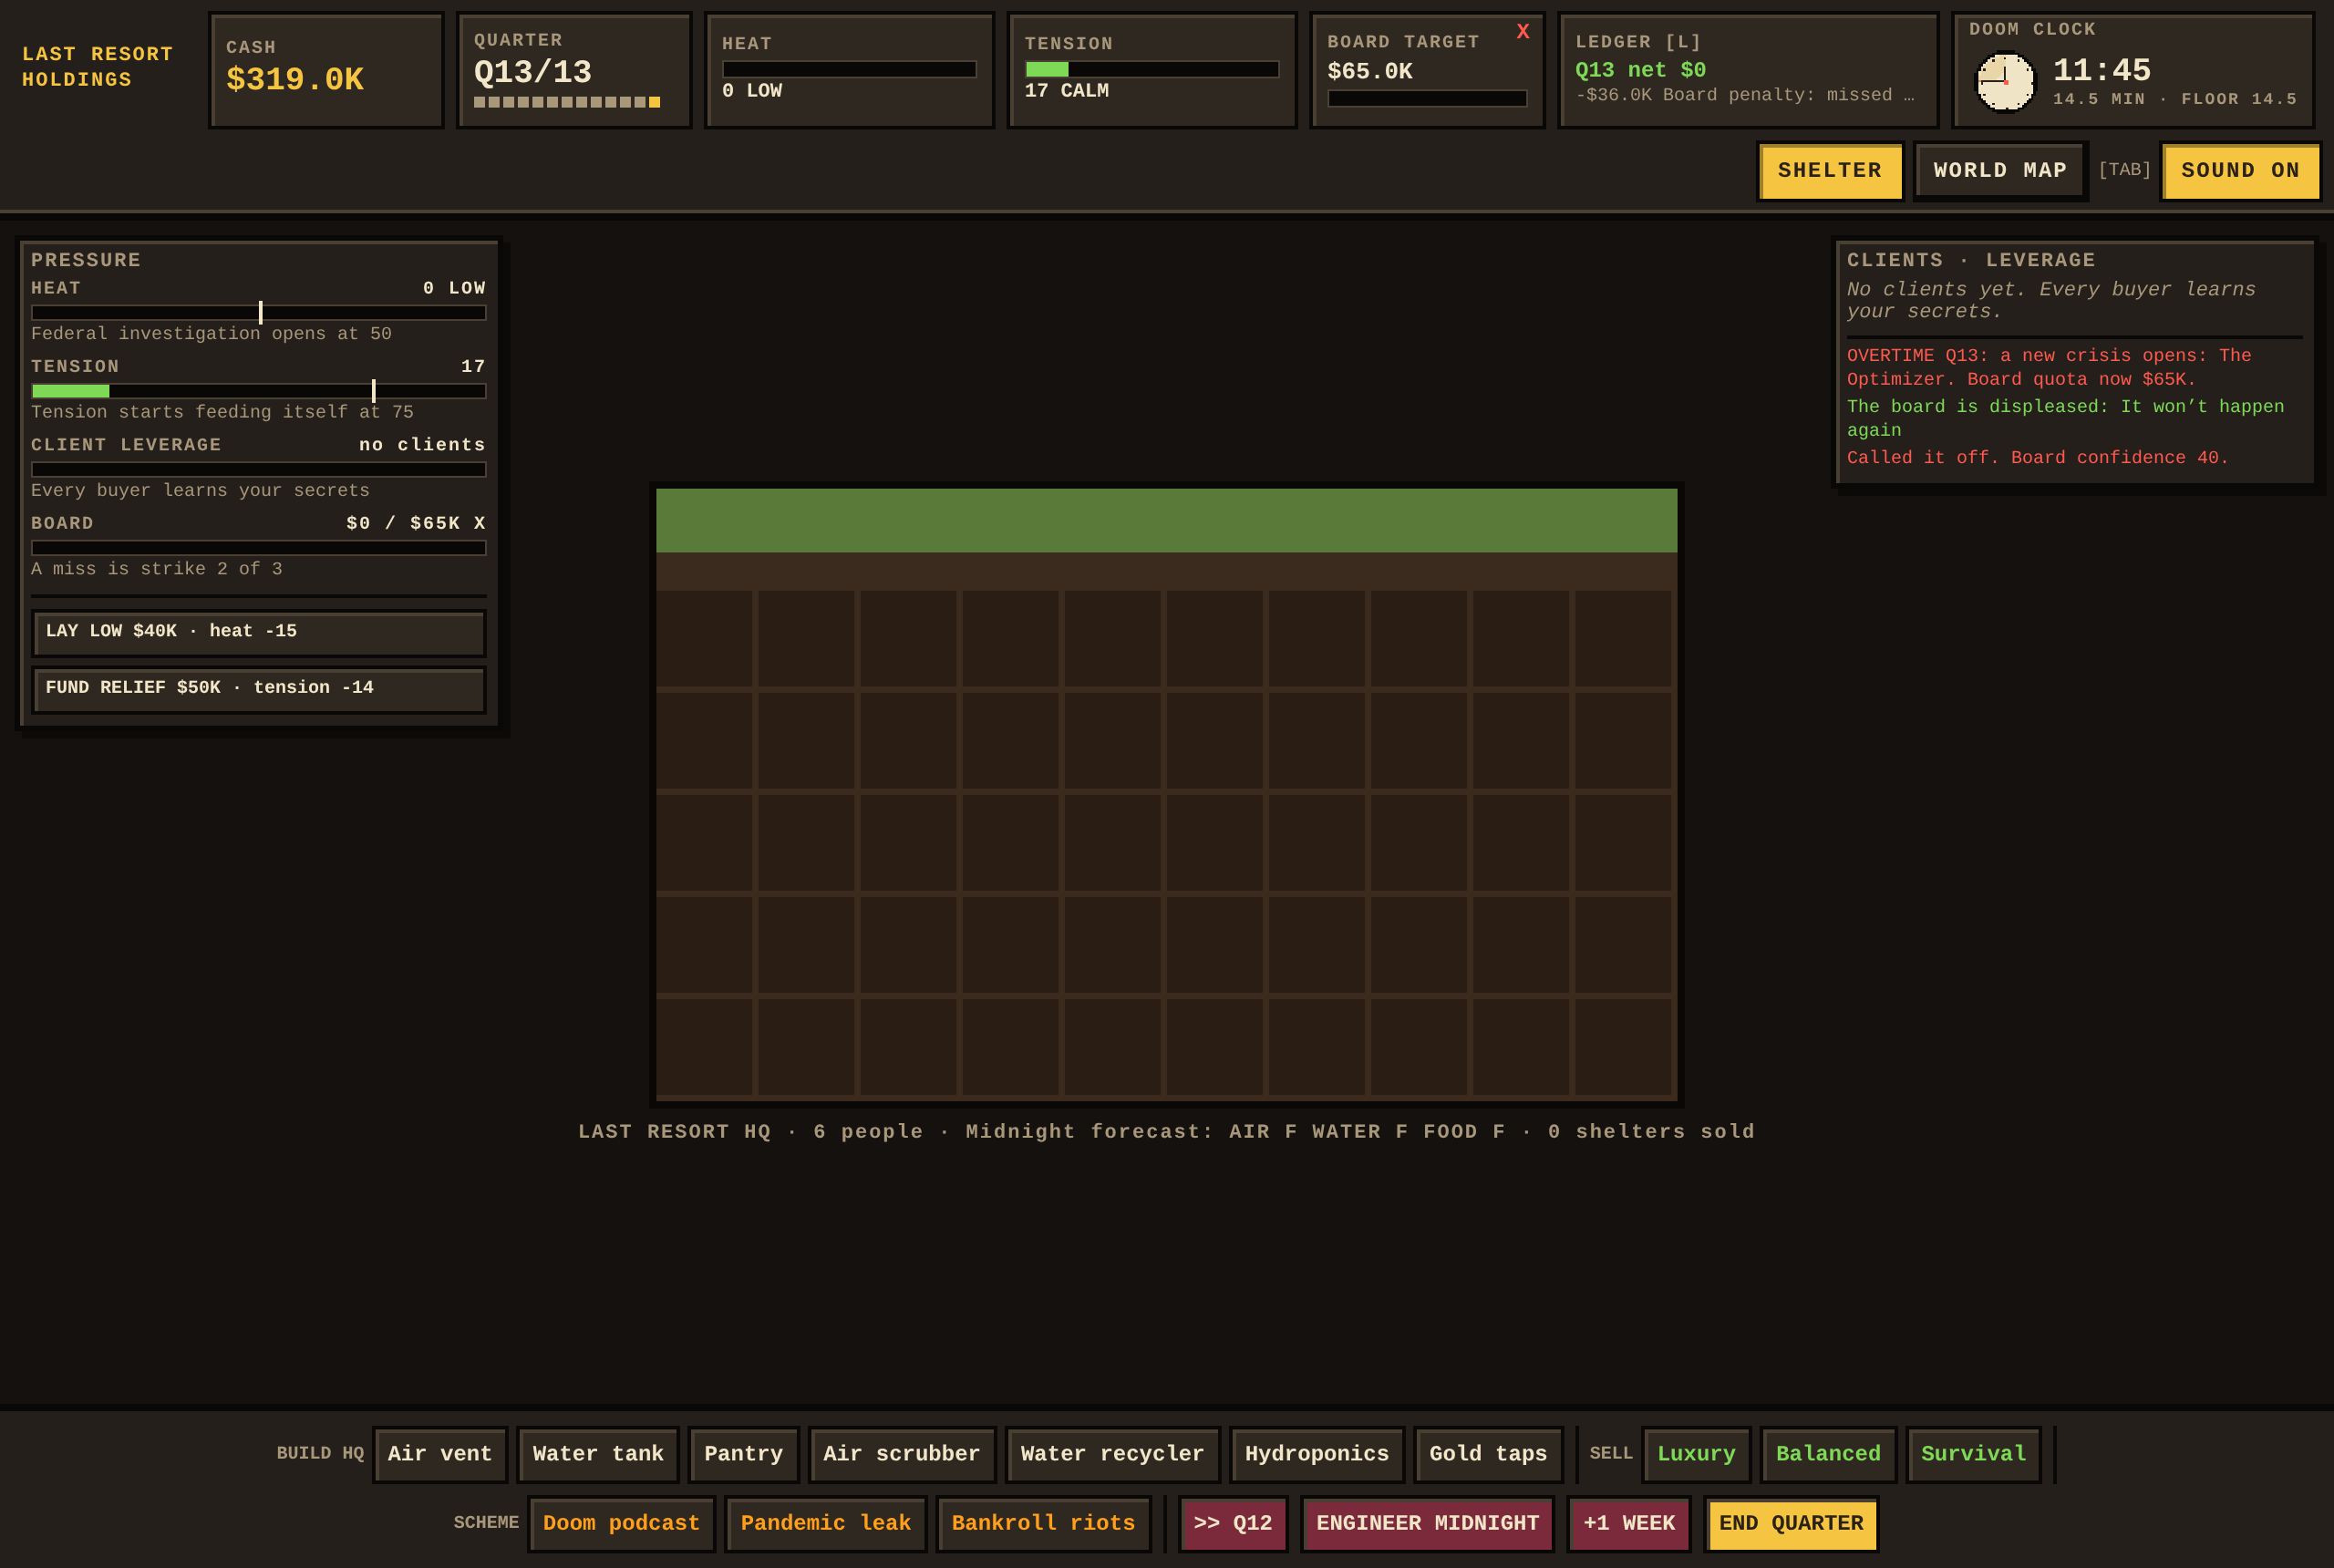 LAST RESORT
HOLDINGS
CASH
$319.0K
QUARTER
Q13/13
HEAT
0 LOW
TENSION
17 CALM
BOARD TARGET X
$65.0K
LEDGER [L]
Q13 net $0
-$36.0K Board penalty: missed …
DOOM CLOCK
11:45
14.5 MIN · FLOOR 14.5
SHELTER
WORLD MAP
[TAB]
SOUND ON
PRESSURE
HEAT 0 LOW
Federal investigation opens at 50
TENSION 17
Tension starts feeding itself at 75
CLIENT LEVERAGE no clients
Every buyer learns your secrets
BOARD $0 / $65K X
A miss is strike 2 of 3
LAY LOW $40K · heat -15
FUND RELIEF $50K · tension -14
CLIENTS · LEVERAGE
No clients yet. Every buyer learns
your secrets.
OVERTIME Q13: a new crisis opens: The
Optimizer. Board quota now $65K.
The board is displeased: It won’t happen
again
Called it off. Board confidence 40.
LAST RESORT HQ · 6 people · Midnight forecast: AIR F WATER F FOOD F · 0 shelters sold
BUILD HQ Air vent Water tank Pantry Air scrubber Water recycler Hydroponics Gold taps SELL Luxury Balanced Survival
SCHEME Doom podcast Pandemic leak Bankroll riots >> Q12 ENGINEER MIDNIGHT +1 WEEK END QUARTER